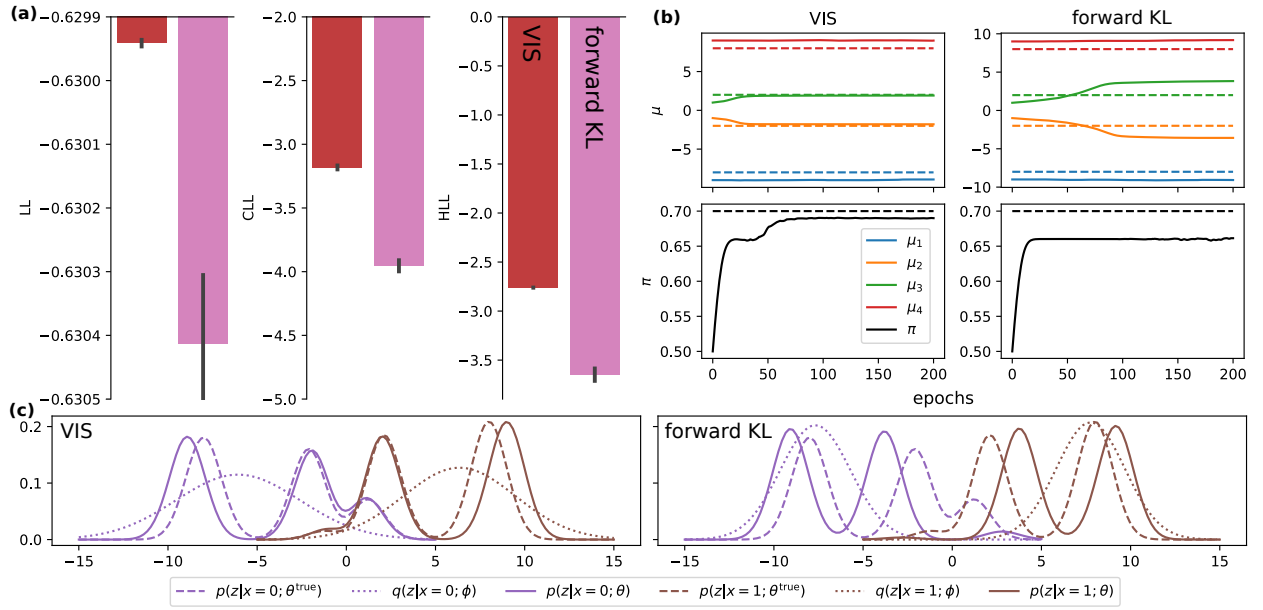 (a)
−0.6299
−0.6300
−0.6301
−0.6302
−0.6303
−0.6304
−0.6305
LL
−2.0
−2.5
−3.0
−3.5
−4.0
−4.5
−5.0
CLL
0.0
−0.5
−1.0
−1.5
−2.0
−2.5
−3.0
−3.5
HLL
VIS
forward KL
(b)
VIS
forward KL
5
0
−5
μ
10
5
0
−5
−10
0.70
0.65
0.60
0.55
0.50
π
μ1
μ2
μ3
μ4
π
0 50 100 150 200
0.70
0.65
0.60
0.55
0.50
0 50 100 150 200
epochs
(c)
VIS
0.2
0.1
0.0
−15 −10 −5 0 5 10 15
forward KL
−15 −10 −5 0 5 10 15
p(z|x = 0; θ^true) q(z|x = 0; ϕ) p(z|x = 0; θ) p(z|x = 1; θ^true) q(z|x = 1; ϕ) p(z|x = 1; θ)